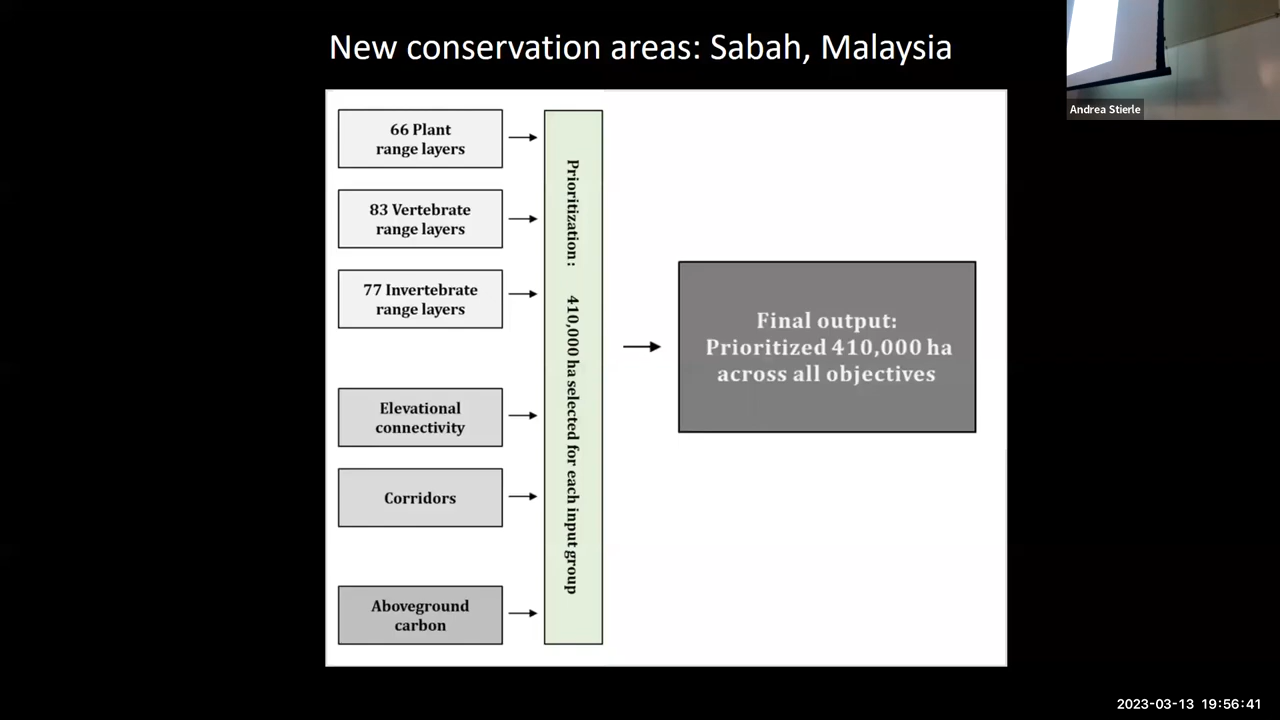 New conservation areas: Sabah, Malaysia
Andrea Stierle
66 Plant
range layers
83 Vertebrate
range layers
77 Invertebrate
range layers
Elevational
connectivity
Corridors
Aboveground
carbon
Prioritization: 410,000 ha selected for each input group
Final output:
Prioritized 410,000 ha
across all objectives
2023-03-13 19:56:41